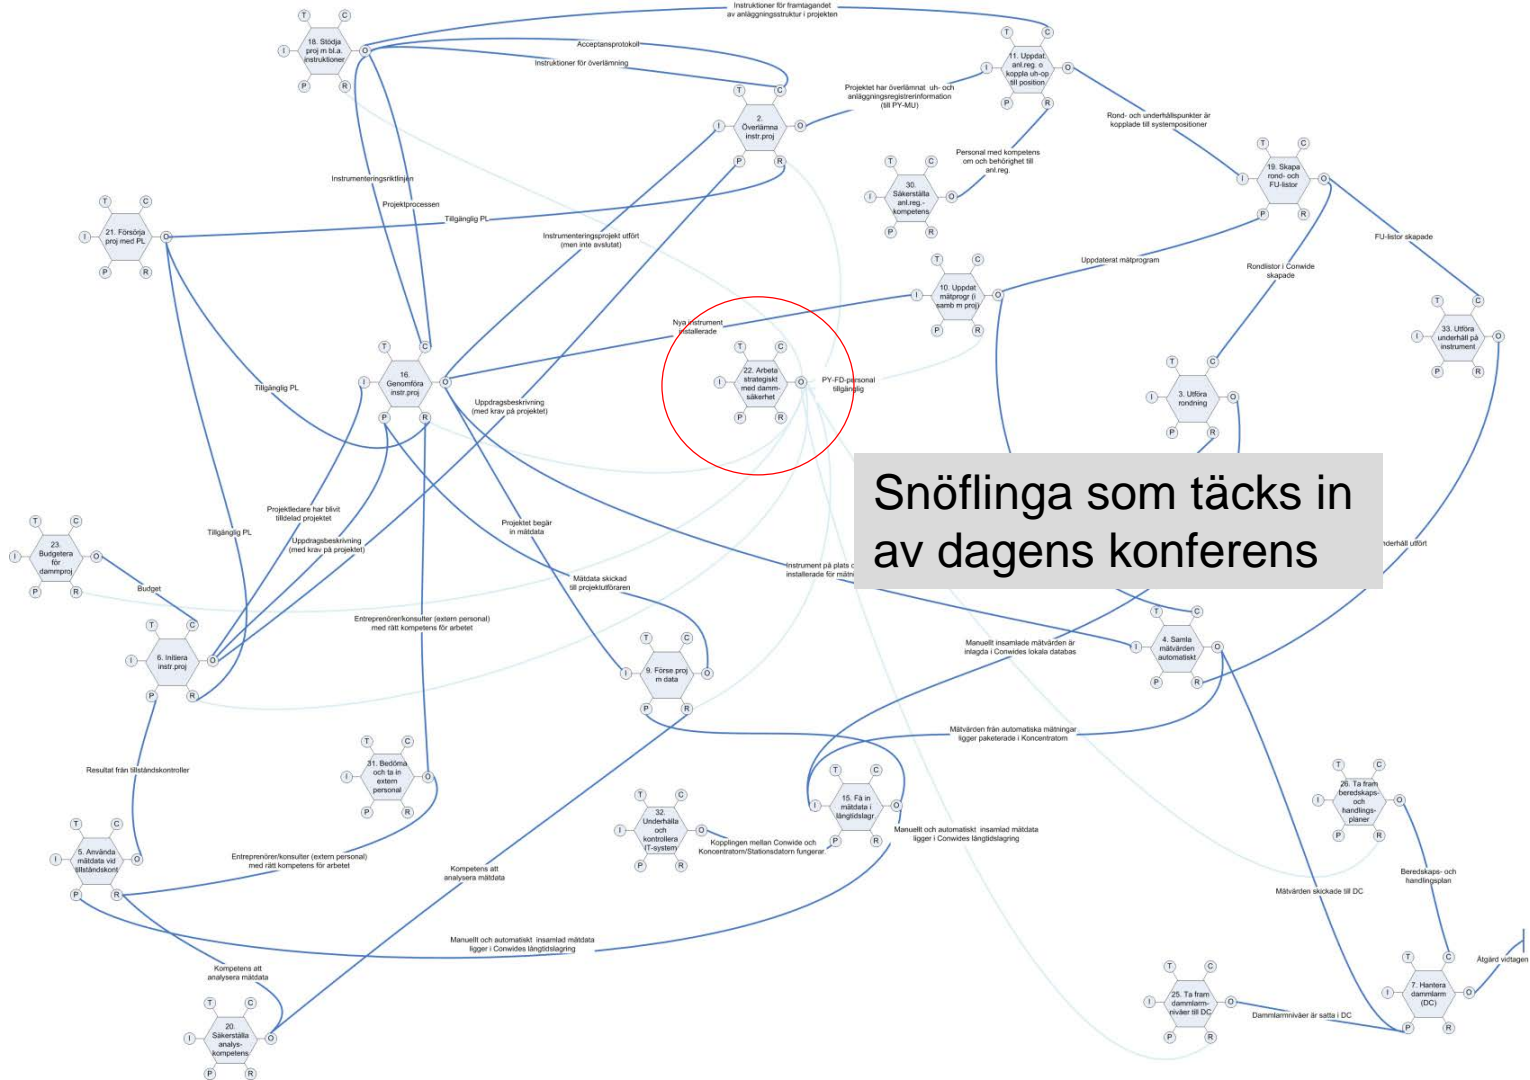 Instruktioner för framtagandet
av anläggningsstruktur i projekten
T
C
I
18. Stödja
proj m bl.a.
instruktioner
O
P
R
Acceptansprotokoll
Instruktioner för överlämning
T
C
I
11. Uppdat
anl.reg. o
koppla uh-op
till position
O
P
R
Projektet har överlämnat uh- och
anläggningsregistrerinformation
(till PY-MU)
T
C
I
2.
Överlämna
instr.proj
O
P
R
Rond- och underhållspunkter är
kopplade till systempositioner
Personal med kompetens
om och behörighet till
anl.reg.
T
C
I
30.
Säkerställa
anl.reg.-
kompetens
O
P
R
T
C
I
19. Skapa
rond- och
FU-listor
O
P
R
Instrumenteringsriktlinjen
Projektprocessen
T
C
I
21. Försörja
proj med PL
O
P
R
Tillgänglig PL
Instrumenteringsprojekt utfört
(men inte avslutat)
FU-listor skapade
Uppdaterat mätprogram
Rondlistor i Conwide
skapade
T
C
I
10. Uppdat
mätprogr (i
samb m proj)
O
P
R
T
C
I
33. Utföra
underhåll på
instrument
O
P
R
Nya instrument
installerade
T
C
I
16.
Genomföra
instr.proj
O
P
R
T
C
I
22. Arbeta
strategiskt
med damm-
säkerhet
O
P
R
PY-FD-personal
tillgänglig
T
C
I
3. Utföra
rondning
O
P
R
Tillgänglig PL
Uppdragsbeskrivning
(med krav på projektet)
Snöflinga som täcks in
av dagens konferens
Projektledare har blivit
tilldelad projektet
Tillgänglig PL
Uppdragsbeskrivning
(med krav på projektet)
Projektet begär
in mätdata
T
C
I
23.
Budgetera
för
dammproj
O
P
R
Budget
Instrument på plats
installerade för
utfört
Mätdata skickad
till projektutföraren
Entreprenörer/konsulter (extern personal)
med rätt kompetens för arbetet
T
C
I
6. Initiera
instr.proj
O
P
R
T
C
I
9. Förse proj
m data
O
P
R
Manuellt insamlade mätvärden är
inlagda i Conwides lokala databas
T
C
I
4. Samla
mätvärden
automatiskt
O
P
R
Mätvärden från automatiska mätningar
ligger paketerade i Koncentratorn
Resultat från tillståndskontroller
T
C
I
31. Bedöma
och ta in
extern
personal
O
P
R
T
C
I
32.
Underhålla
och
kontrollera
IT-system
O
P
R
Kopplingen mellan Conwide och
Koncentratorn/Stationsdatorn fungerar
T
C
I
15. Få in
mätdata i
långtidslagr.
O
P
R
Manuellt och automatiskt insamlad mätdata
ligger i Conwides långtidslagring
T
C
I
26. Ta fram
beredskaps-
och
handlings-
planer
O
P
R
T
C
I
5. Använda
mätdata vid
tillståndskont
O
P
R
Entreprenörer/konsulter (extern personal)
med rätt kompetens för arbetet
Kompetens att
analysera mätdata
Beredskaps- och
handlingsplan
Mätvärden skickade till DC
Manuellt och automatiskt insamlad mätdata
ligger i Conwides långtidslagring
Kompetens att
analysera mätdata
Åtgärd vidtagen
T
C
I
25. Ta fram
dammlarm-
nivåer till DC
O
P
R
Dammlarmnivåer är satta i DC
T
C
I
7. Hantera
dammlarm
(DC)
O
P
R
T
C
I
20.
Säkerställa
analys-
kompetens
O
P
R